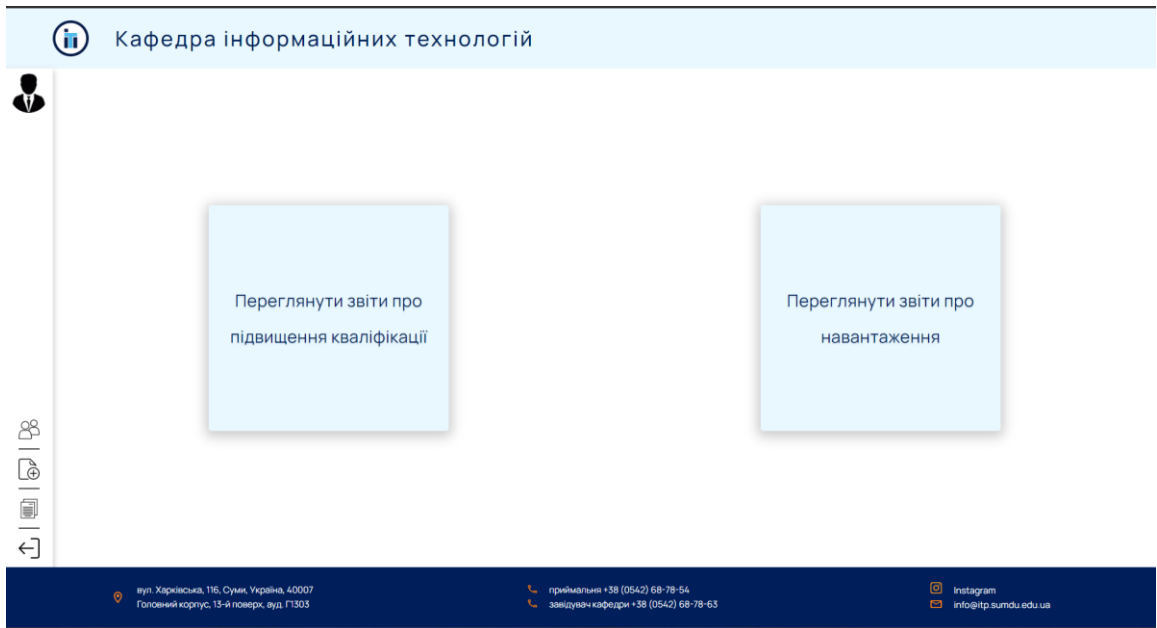 іт
Кафедра інформаційних технологій
Переглянути звіти про
підвищення кваліфікації
Переглянути звіти про
навантаження
вул. Харківська, 116, Суми, Україна, 40007
Головний корпус, 13-й поверх, ауд. Г1303
приймальня +38 (0542) 68-78-54
завідувач кафедри +38 (0542) 68-78-63
Instagram
info@itp.sumdu.edu.ua